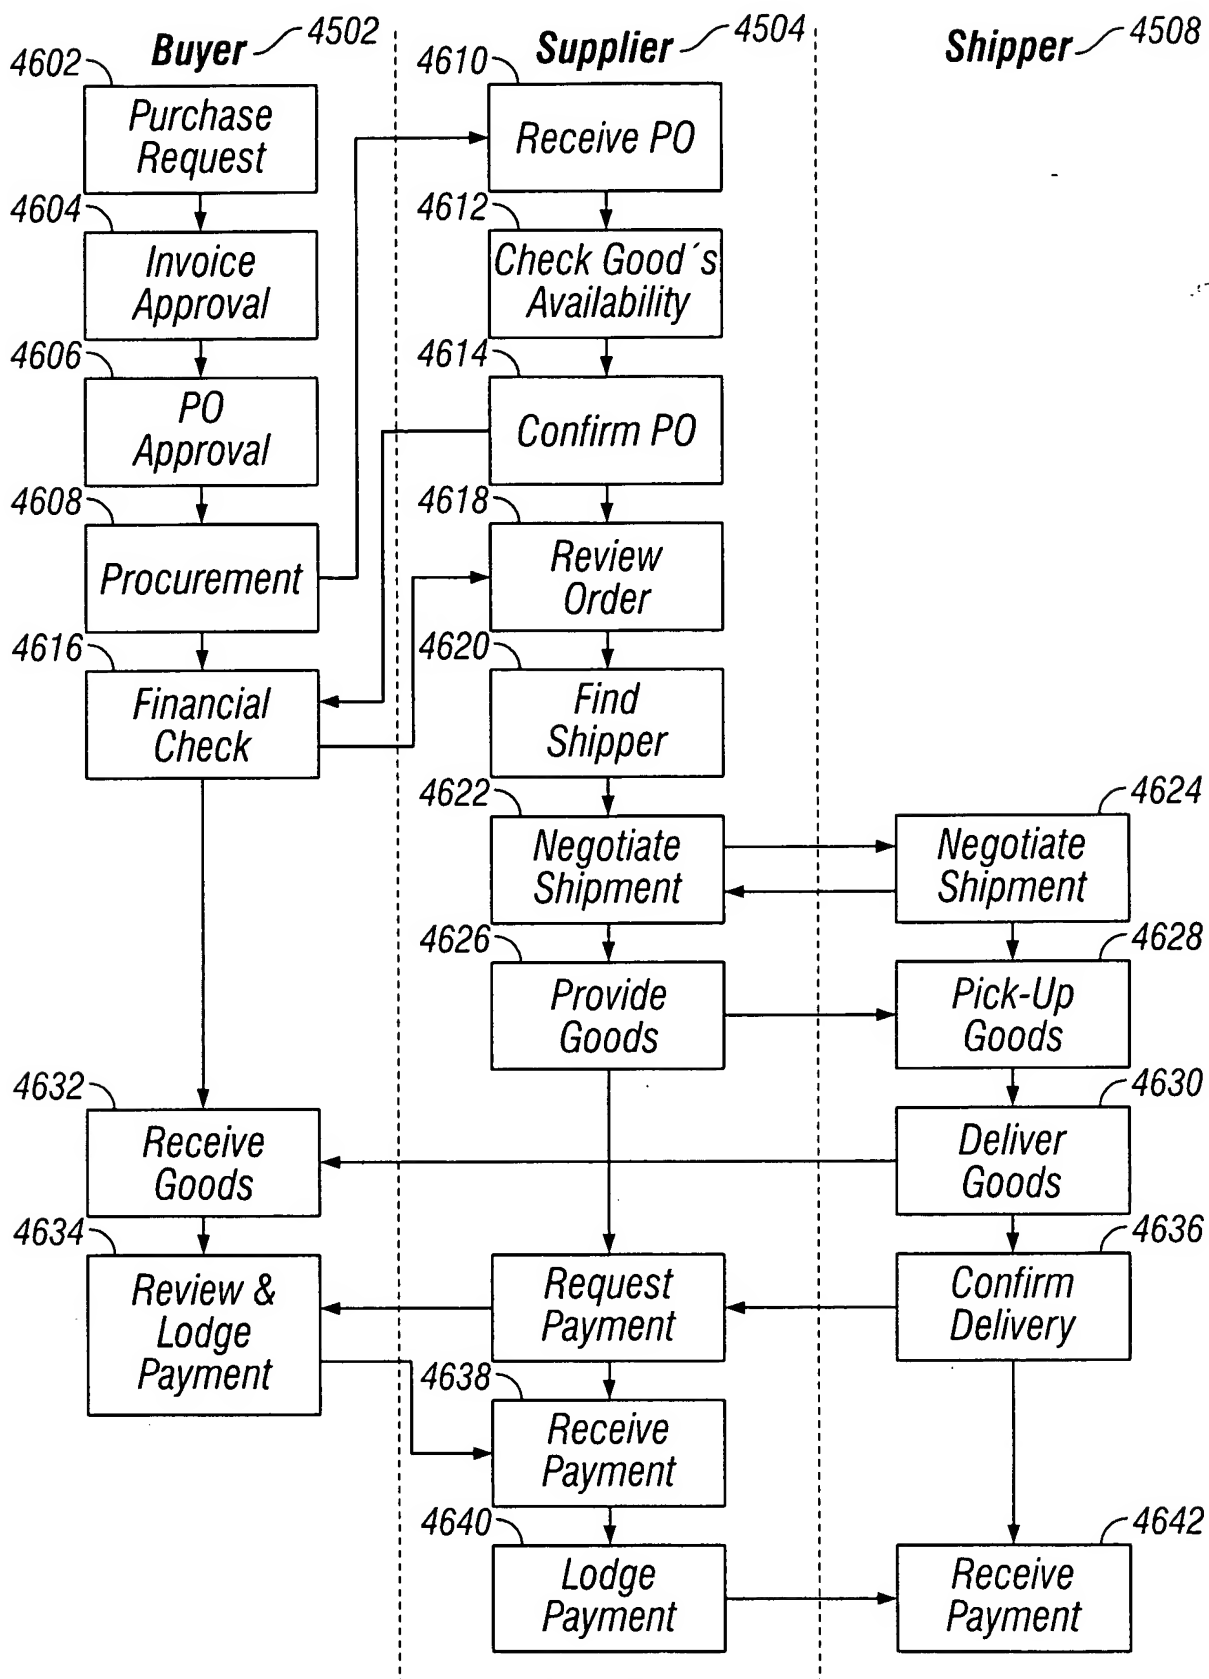 Buyer 4502
Supplier 4504
Shipper 4508
4602
Purchase
Request
4604
Invoice
Approval
4606
PO
Approval
4608
Procurement
4616
Financial
Check
4632
Receive
Goods
4634
Review &
Lodge
Payment
4610
Receive PO
4612
Check Good´s
Availability
4614
Confirm PO
4618
Review
Order
4620
Find
Shipper
4622
Negotiate
Shipment
4626
Provide
Goods
Request
Payment
4638
Receive
Payment
4640
Lodge
Payment
4624
Negotiate
Shipment
4628
Pick-Up
Goods
4630
Deliver
Goods
4636
Confirm
Delivery
4642
Receive
Payment